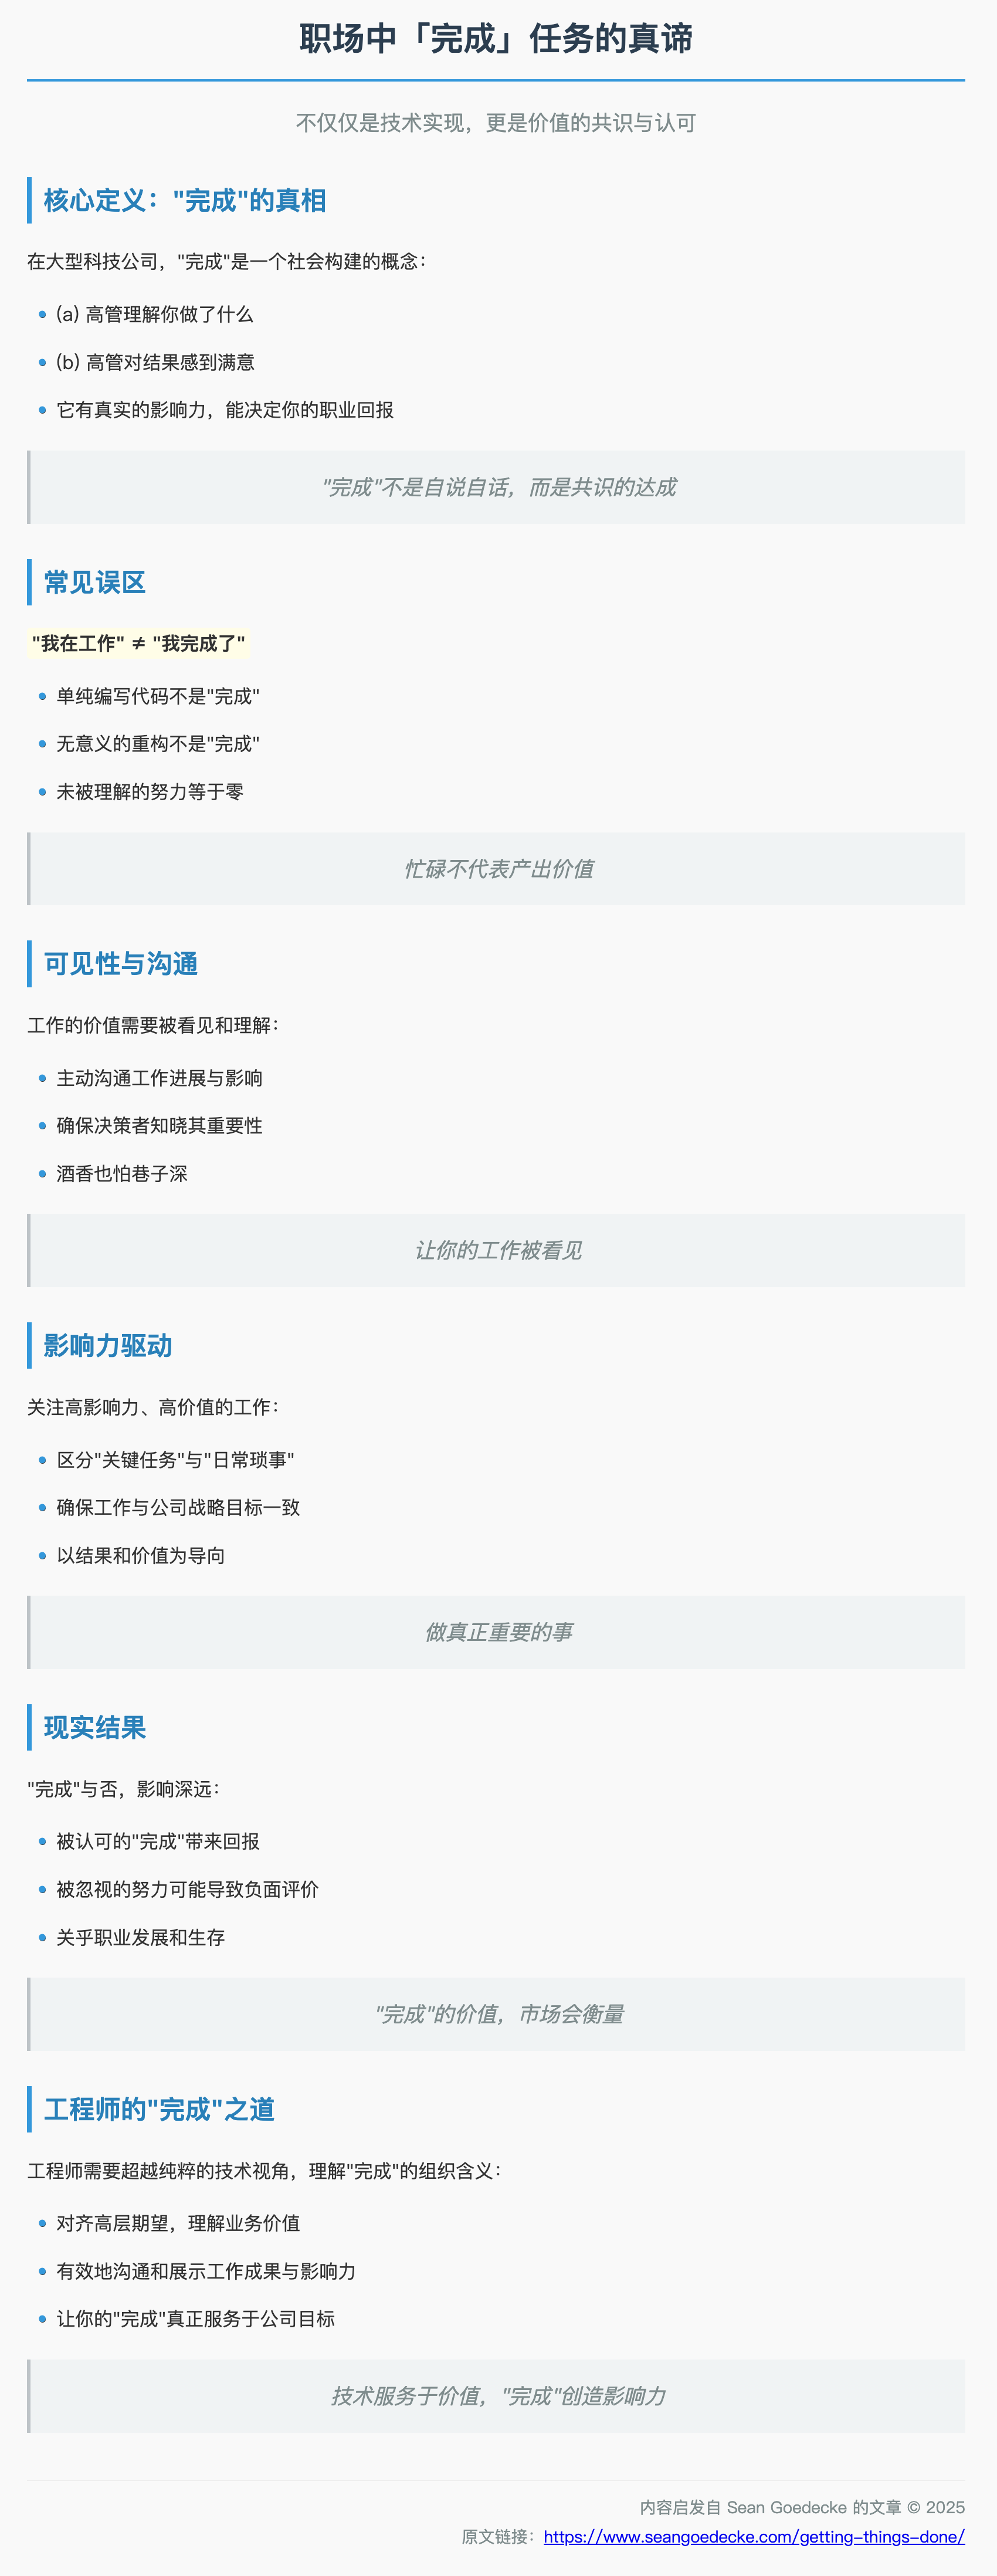 职场中「完成」任务的真谛
不仅仅是技术实现，更是价值的共识与认可
核心定义："完成"的真相
在大型科技公司，"完成"是一个社会构建的概念：
(a) 高管理解你做了什么
(b) 高管对结果感到满意
它有真实的影响力，能决定你的职业回报
"完成"不是自说自话，而是共识的达成
常见误区
"我在工作" ≠ "我完成了"
单纯编写代码不是"完成"
无意义的重构不是"完成"
未被理解的努力等于零
忙碌不代表产出价值
可见性与沟通
工作的价值需要被看见和理解：
主动沟通工作进展与影响
确保决策者知晓其重要性
酒香也怕巷子深
让你的工作被看见
影响力驱动
关注高影响力、高价值的工作：
区分"关键任务"与"日常琐事"
确保工作与公司战略目标一致
以结果和价值为导向
做真正重要的事
现实结果
"完成"与否，影响深远：
被认可的"完成"带来回报
被忽视的努力可能导致负面评价
关乎职业发展和生存
"完成"的价值，市场会衡量
工程师的"完成"之道
工程师需要超越纯粹的技术视角，理解"完成"的组织含义：
对齐高层期望，理解业务价值
有效地沟通和展示工作成果与影响力
让你的"完成"真正服务于公司目标
技术服务于价值，"完成"创造影响力
内容启发自 Sean Goedecke 的文章 © 2025
原文链接：https://www.seangoedecke.com/getting-things-done/